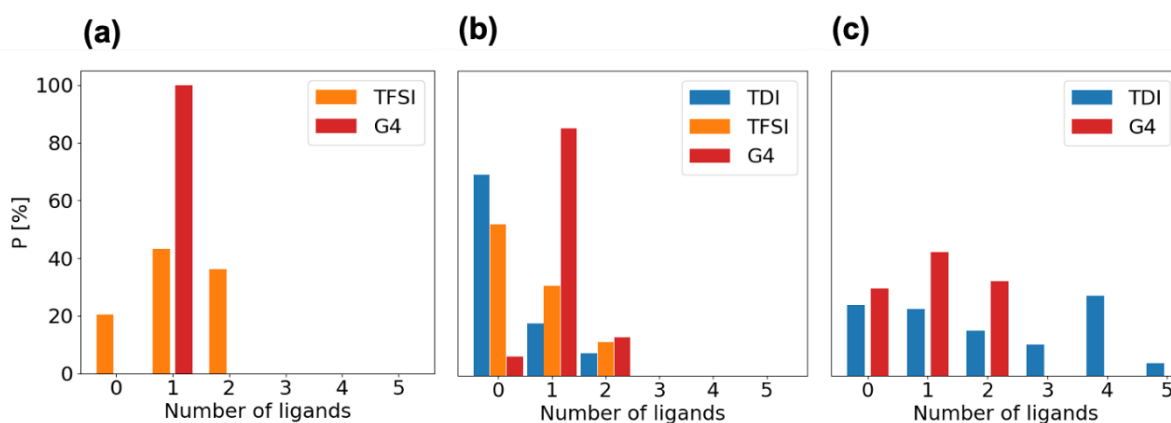 (a)
(b)
(c)
TFSI
G4
TDI
TFSI
G4
TDI
G4
P [%]
100
80
60
40
20
0
0 1 2 3 4 5
0 1 2 3 4 5
0 1 2 3 4 5
Number of ligands
Number of ligands
Number of ligands